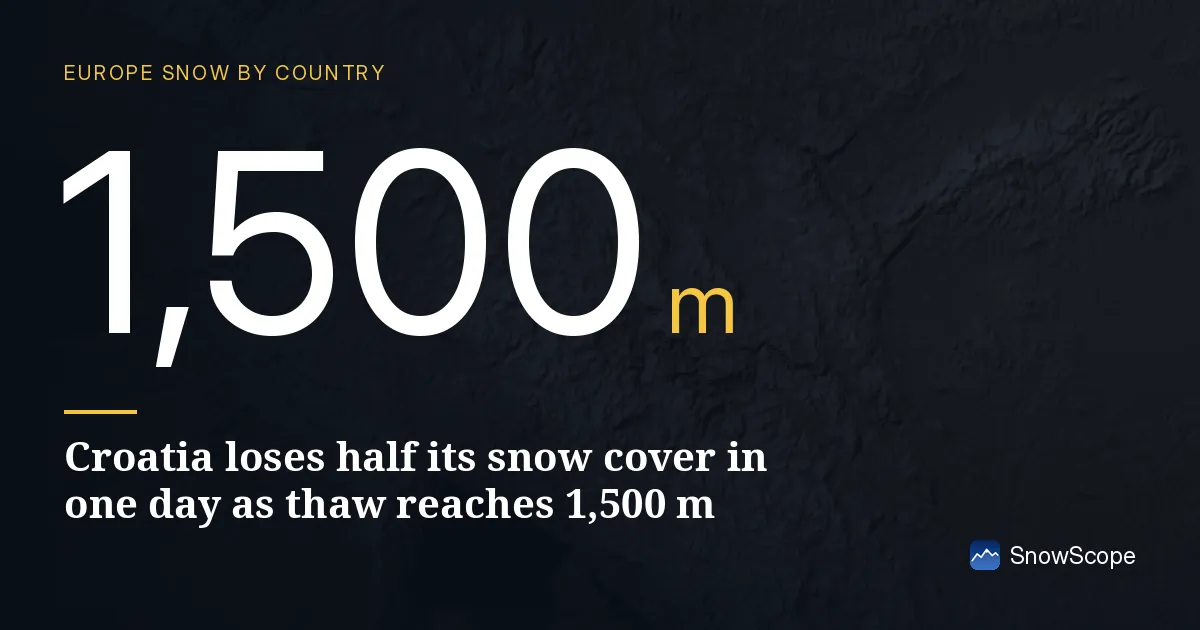 EUROPE SNOW BY COUNTRY
1,500 m
Croatia loses half its snow cover in
one day as thaw reaches 1,500 m
SnowScope